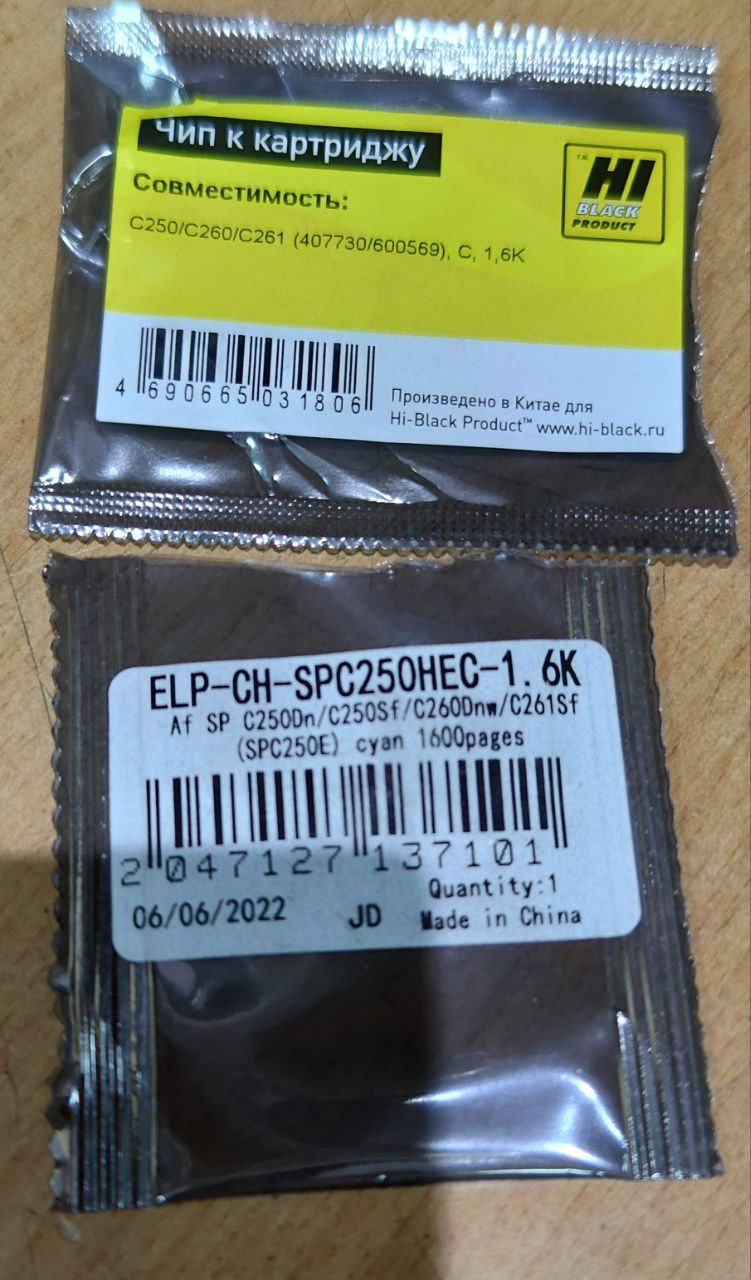 Чип к картриджу
Совместимость:
C250/C260/C261 (407730/600569), C, 1,6K
T.M.
HI
BLACK
PRODUCT
4 690665 031806
Произведено в Китае для
Hi-Black Product™ www.hi-black.ru
ELP-CH-SPC250HEC-1.6K
Af SP C250Dn/C250Sf/C260Dnw/C261Sf
(SPC250E) cyan 1600pages
2 047127 137101
Quantity:1
06/06/2022 JD Made in China